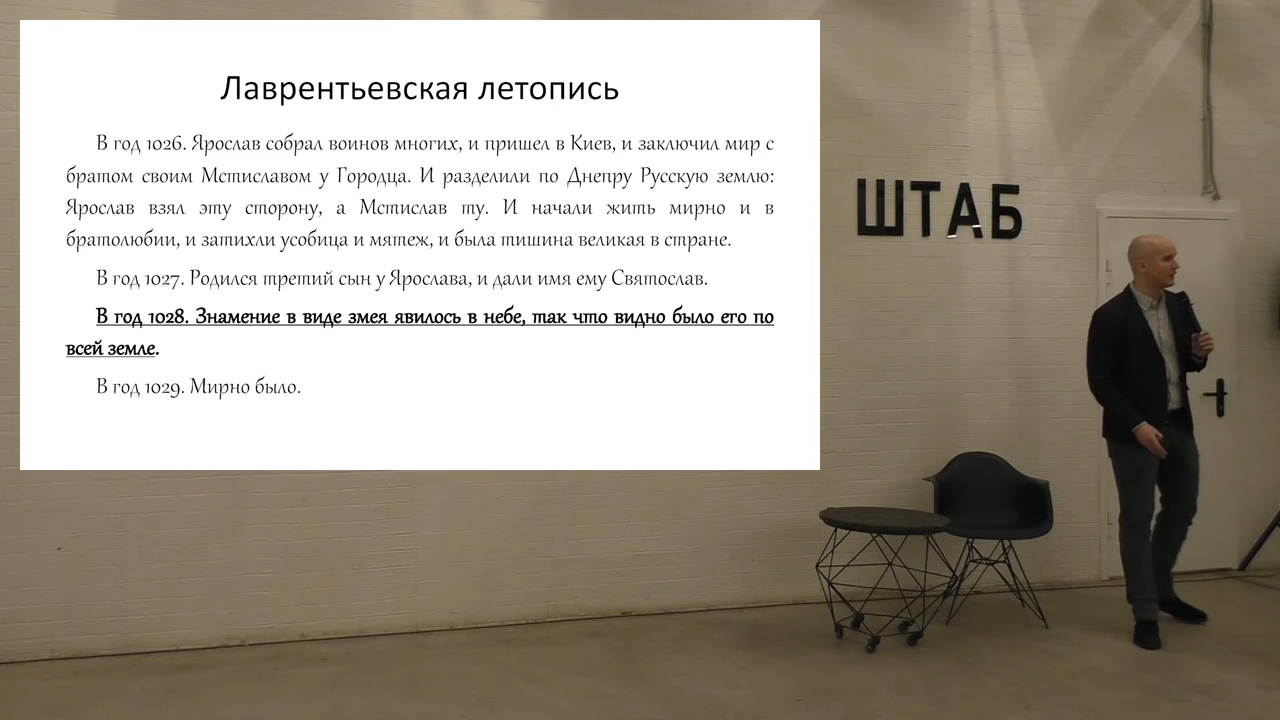 Лаврентьевская летопись
В год 1026. Ярослав собрал воинов многих, и пришел в Киев, и заключил мир с
братом своим Мстиславом у Городца. И разделили по Днепру Русскую землю:
Ярослав взял эту сторону, а Мстислав ту. И начали жить мирно и в
братолюбии, и затихли усобица и мятеж, и была тишина великая в стране.
В год 1027. Родился третий сын у Ярослава, и дали имя ему Святослав.
В год 1028. Знамение в виде змея явилось в небе, так что видно было его по
всей земле.
В год 1029. Мирно было.
ШТАБ